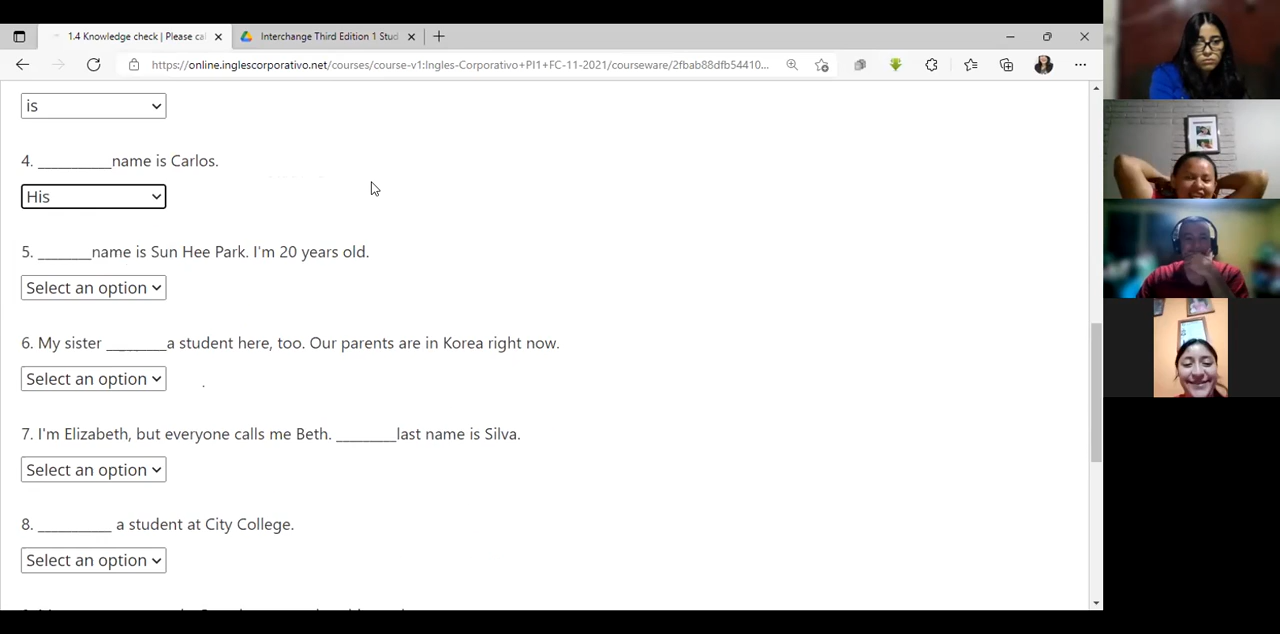 1.4 Knowledge check | Please ca
Interchange Third Edition 1 Stud
https://online.inglescorporativo.net/courses/course-v1:Ingles-Corporativo+PI1+FC-11-2021/courseware/2fbab88dfb54410...
is
4. __________name is Carlos.
His
5. _______name is Sun Hee Park. I'm 20 years old.
Select an option
6. My sister ________a student here, too. Our parents are in Korea right now.
Select an option
7. I'm Elizabeth, but everyone calls me Beth. ________last name is Silva.
Select an option
8. __________ a student at City College.
Select an option